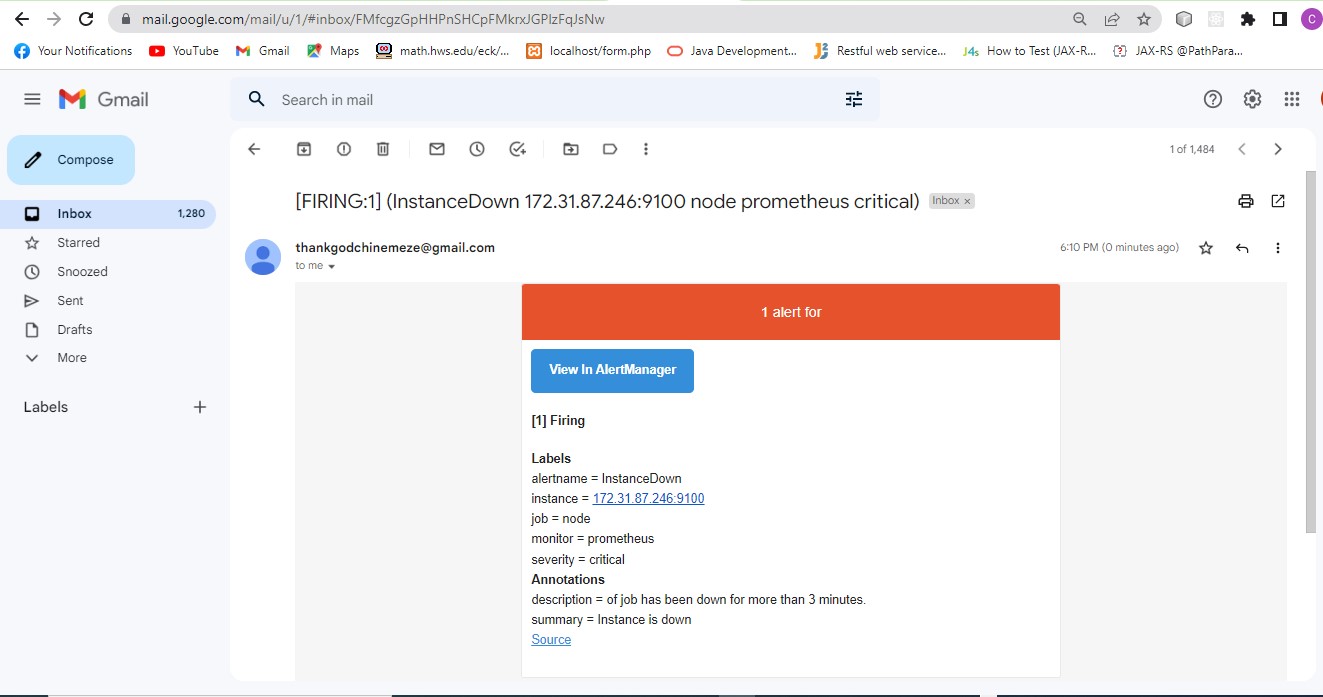 mail.google.com/mail/u/1/#inbox/FMfcgzGpHHPnSHCpFMkrxJGPlzFqJsNw
C
Your Notifications YouTube Gmail Maps math.hws.edu/eck/... localhost/form.php Java Development... Restful web service... J4s How to Test (JAX-R... JAX-RS @PathPara...
Gmail
Search in mail
Compose
1 of 1,484
Inbox 1,280
Starred
Snoozed
Sent
Drafts
More
Labels
[FIRING:1] (InstanceDown 172.31.87.246:9100 node prometheus critical) Inbox x
thankgodchinemeze@gmail.com 6:10 PM (0 minutes ago)
to me
1 alert for
View In AlertManager
[1] Firing
Labels
alertname = InstanceDown
instance = 172.31.87.246:9100
job = node
monitor = prometheus
severity = critical
Annotations
description = of job has been down for more than 3 minutes.
summary = Instance is down
Source